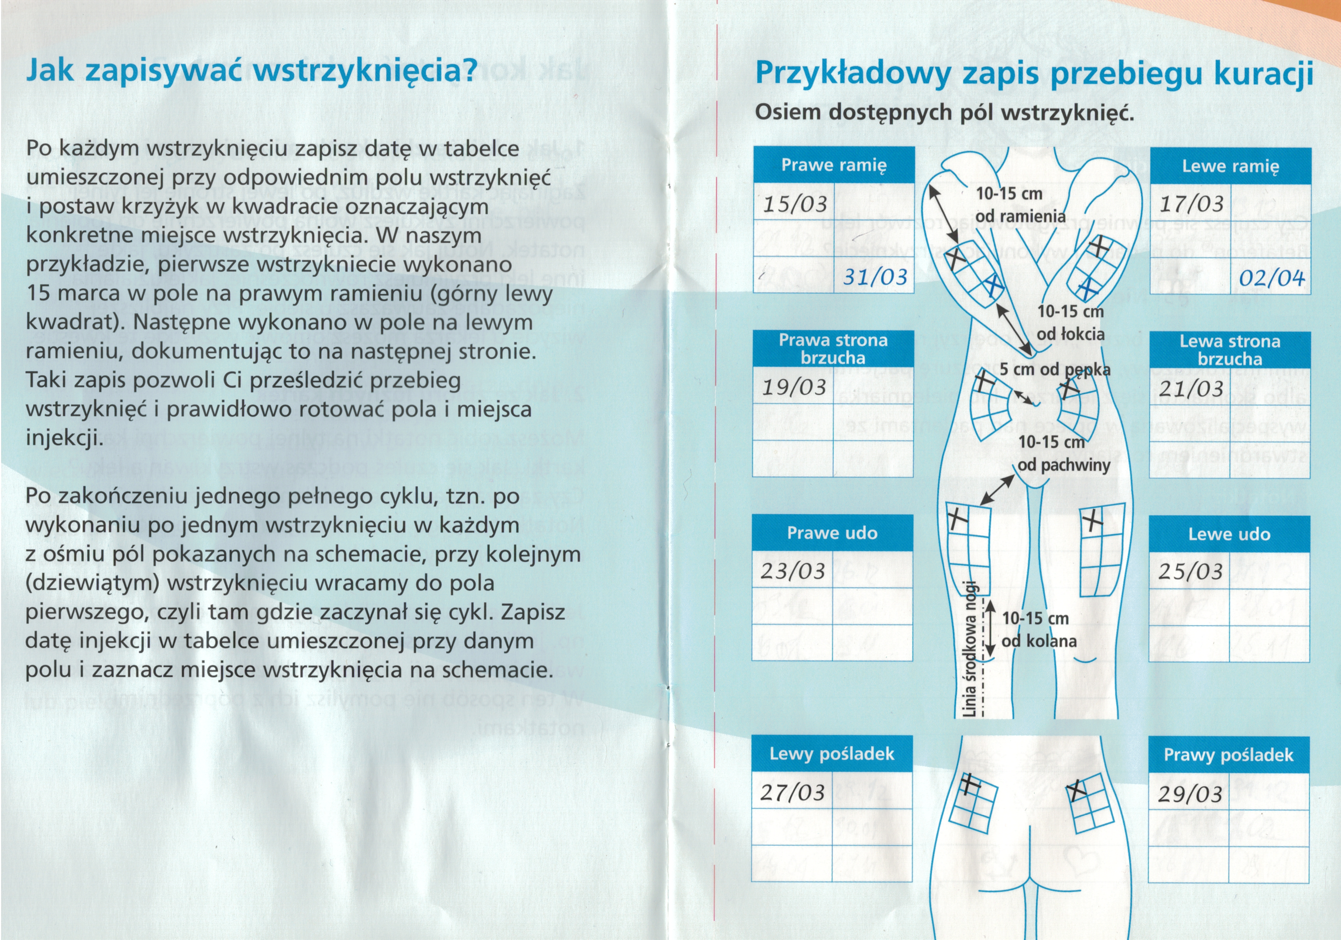 Jak zapisywać wstrzyknięcia?
Po każdym wstrzyknięciu zapisz datę w tabelce
umieszczonej przy odpowiednim polu wstrzyknięć
i postaw krzyżyk w kwadracie oznaczającym
konkretne miejsce wstrzyknięcia. W naszym
przykładzie, pierwsze wstrzykniecie wykonano
15 marca w pole na prawym ramieniu (górny lewy
kwadrat). Następne wykonano w pole na lewym
ramieniu, dokumentując to na następnej stronie.
Taki zapis pozwoli Ci prześledzić przebieg
wstrzyknięć i prawidłowo rotować pola i miejsca
injekcji.
Po zakończeniu jednego pełnego cyklu, tzn. po
wykonaniu po jednym wstrzyknięciu w każdym
z ośmiu pól pokazanych na schemacie, przy kolejnym
(dziewiątym) wstrzyknięciu wracamy do pola
pierwszego, czyli tam gdzie zaczynał się cykl. Zapisz
datę injekcji w tabelce umieszczonej przy danym
polu i zaznacz miejsce wstrzyknięcia na schemacie.
Przykładowy zapis przebiegu kuracji
Osiem dostępnych pól wstrzyknięć.
Prawe ramię
15/03
31/03
Lewe ramię
17/03
02/04
10-15 cm
od ramienia
10-15 cm
od łokcia
Prawa strona
brzucha
19/03
Lewa strona
brzucha
21/03
5 cm od pępka
10-15 cm
od pachwiny
Prawe udo
23/03
Lewe udo
25/03
Linia środkowa nogi
10-15 cm
od kolana
Lewy pośladek
27/03
Prawy pośladek
29/03